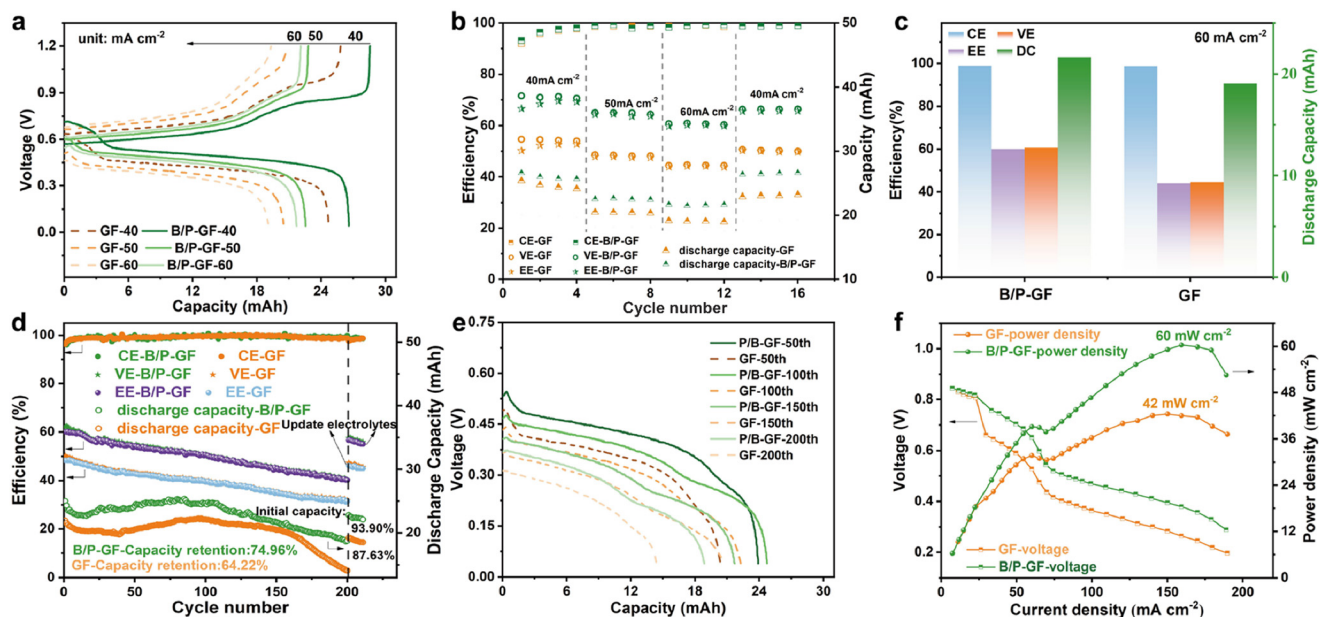 a
unit: mA cm⁻²
60 50 40
1.2
0.9
0.6
0.3
0.0
Voltage (V)
GF-40 B/P-GF-40
GF-50 B/P-GF-50
GF-60 B/P-GF-60
0 6 12 18 24 30
Capacity (mAh)
b
100
80
60
40
20
0
Efficiency (%)
40mA cm⁻²
50mA cm⁻²
60mA cm⁻²
40mA cm⁻²
CE-GF CE-B/P-GF
VE-GF VE-B/P-GF
EE-GF EE-B/P-GF
discharge capacity-GF
discharge capacity-B/P-GF
50
40
30
20
10
Capacity (mAh)
0 4 8 12 16
Cycle number
c
CE VE
EE DC
60 mA cm⁻²
100
80
60
40
20
0
Efficiency(%)
20
10
0
Discharge Capacity (mAh)
B/P-GF GF
d
100
80
60
40
20
0
Efficiency (%)
CE-B/P-GF CE-GF
VE-B/P-GF VE-GF
EE-B/P-GF EE-GF
discharge capacity-B/P-GF
discharge capacity-GF
Update electrolytes
Initial capacity:
93.90%
87.63%
B/P-GF-Capacity retention:74.96%
GF-Capacity retention:64.22%
50
40
30
20
Discharge Capacity (mAh)
0 50 100 150 200
Cycle number
e
0.75
0.60
0.45
0.30
0.15
0.00
Voltage (V)
P/B-GF-50th
GF-50th
P/B-GF-100th
GF-100th
P/B-GF-150th
GF-150th
P/B-GF-200th
GF-200th
0 6 12 18 24 30
Capacity (mAh)
f
GF-power density
B/P-GF-power density
60 mW cm⁻²
42 mW cm⁻²
1.0
0.8
0.6
0.4
0.2
Voltage (V)
GF-voltage
B/P-GF-voltage
60
48
36
24
12
0
Power density (mW cm⁻²)
0 50 100 150 200
Current density (mA cm⁻²)